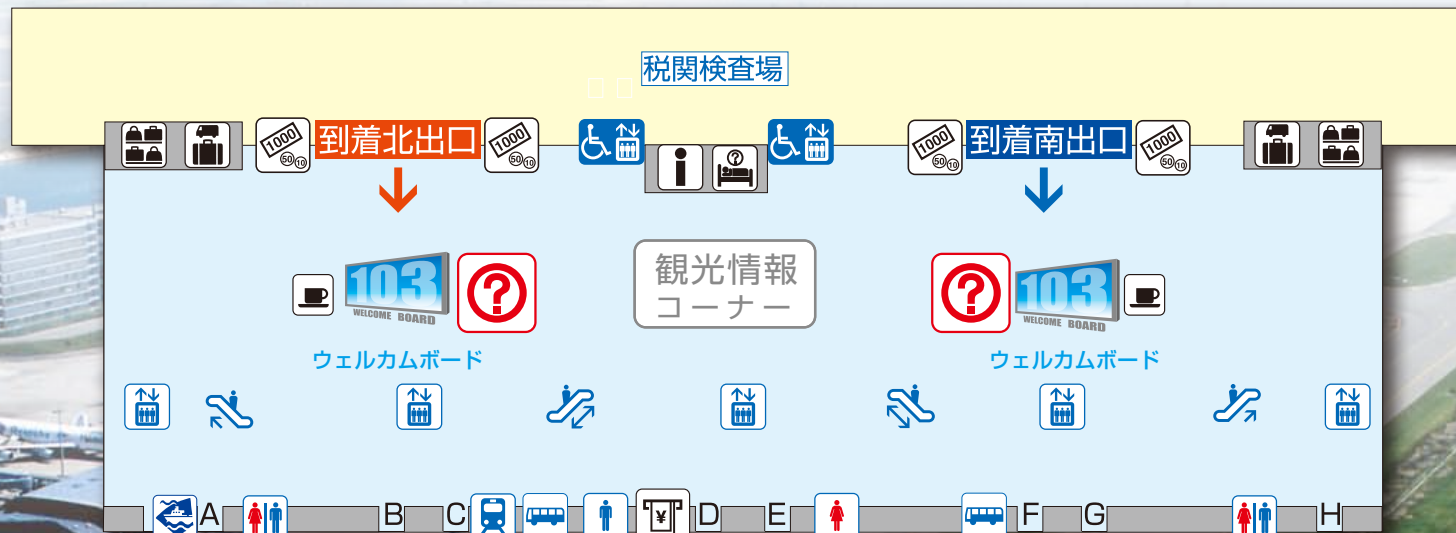 税関検査場
1000
50 10
到着北出口
1000
50 10
1000
50 10
到着南出口
1000
50 10
i
?
103
WELCOME BOARD
?
観光情報
コーナー
?
103
WELCOME BOARD
ウェルカムボード
ウェルカムボード
A
B
C
¥
D
E
F
G
H